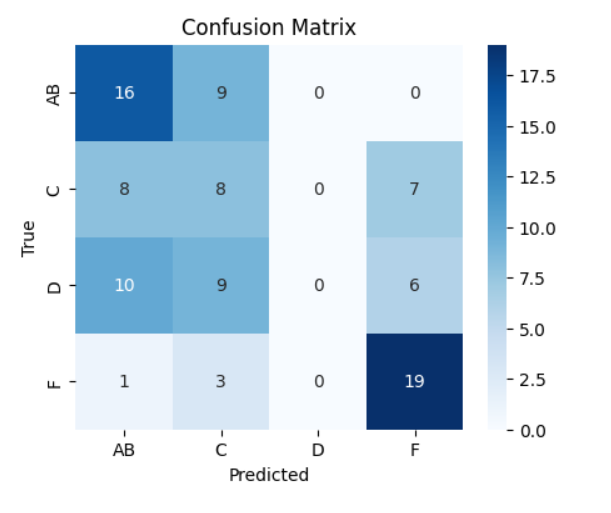 Confusion Matrix
True
AB 16 9 0 0
C 8 8 0 7
D 10 9 0 6
F 1 3 0 19
AB C D F
Predicted
17.5
15.0
12.5
10.0
7.5
5.0
2.5
0.0